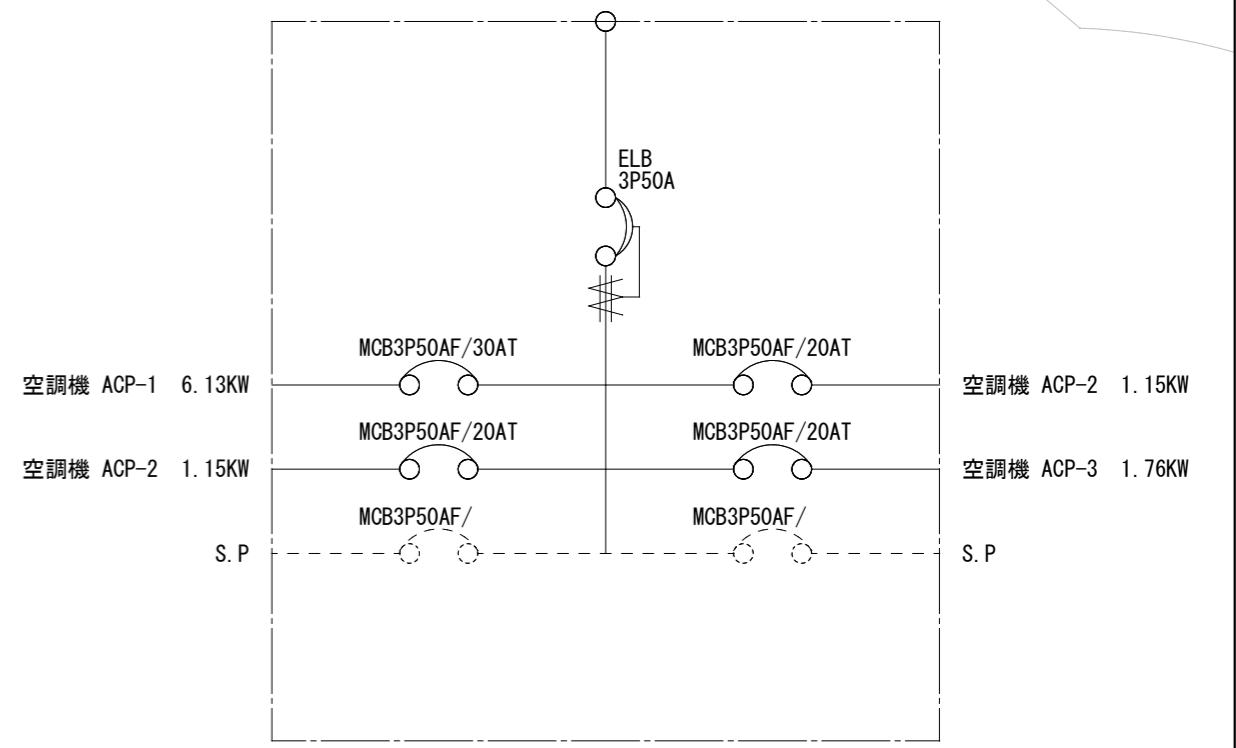 ELB
3P50A
MCB3P50AF/30AT
MCB3P50AF/20AT
空調機 ACP-1 6.13KW
空調機 ACP-2 1.15KW
MCB3P50AF/20AT
MCB3P50AF/20AT
空調機 ACP-2 1.15KW
空調機 ACP-3 1.76KW
MCB3P50AF/
MCB3P50AF/
S.P
S.P